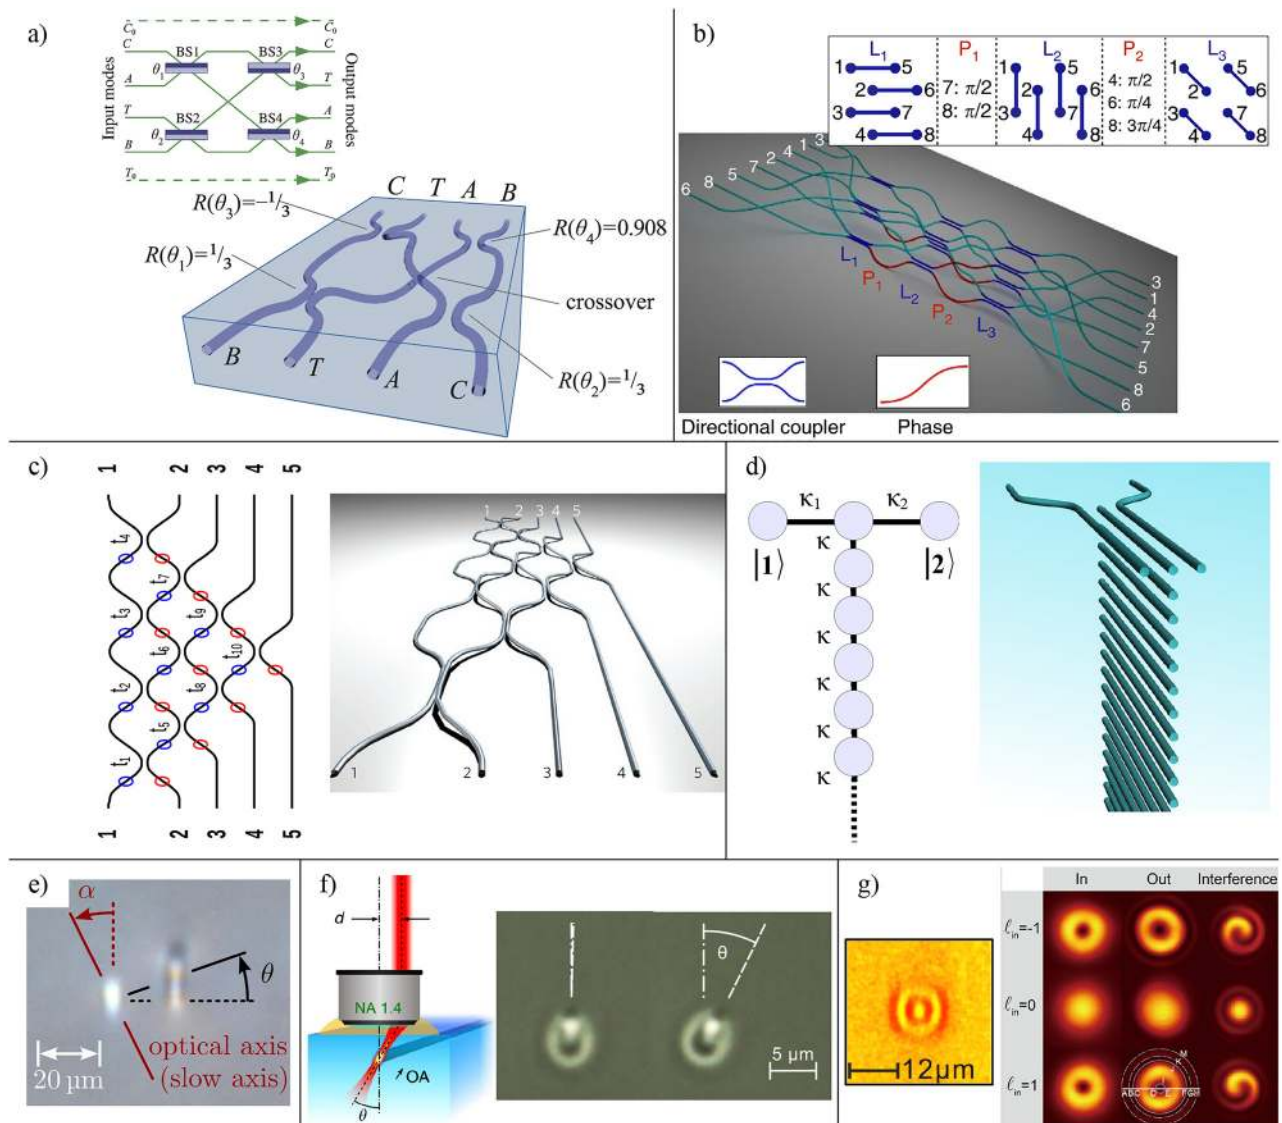 a)
C₀ C₀
C BS1 BS3 C
θ₁ θ₃
A T
Input modes
Output modes
T BS2 BS4 A
θ₂ θ₄
B B
T₀ T₀
C T A B
R(θ₃)=–1/3
R(θ₄)=0.908
R(θ₁)=1/3
crossover
B T A C
R(θ₂)=1/3
b)
L₁ P₁ L₂ P₂ L₃
1 5
2 6
3 7
4 8
7: π/2
8: π/2
1 5
2 6
3 7
4 8
4: π/2
6: π/4
8: 3π/4
1 5
2 6
3 7
4 8
3
1
4
2
7
5
8
6
L₁
P₁
L₂
P₂
L₃
3
1
4
2
7
5
8
6
Directional coupler Phase
c)
1 2 3 4 5
t₄
t₇
t₃ t₉
t₆ t₁₀
t₂ t₈
t₅
t₁
1 2 3 4 5
1 2 3 4 5
1 2 3 4 5
d)
κ₁ κ₂
|1⟩ |2⟩
κ
κ
κ
κ
κ
κ
e)
α
θ
optical axis
(slow axis)
20 μm
f)
d
NA 1.4
OA
θ
θ
5 μm
g)
12μm
In Out Interference
ℓin=-1
ℓin=0
ℓin=1
M
K
J
I
ABC D E FGH